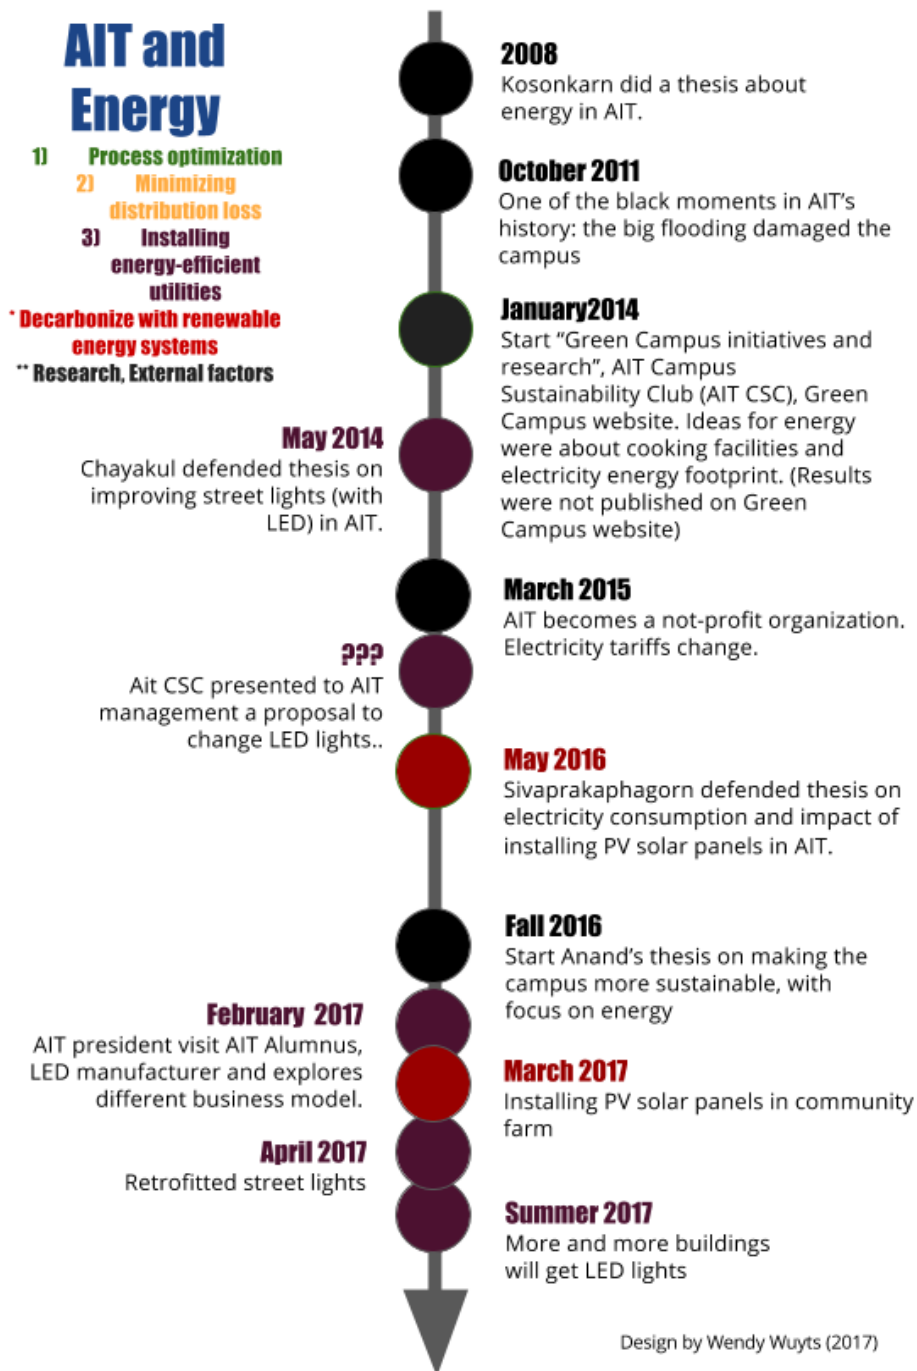 AIT and
Energy
1) Process optimization
2) Minimizing
distribution loss
3) Installing
energy-efficient
utilities
* Decarbonize with renewable
energy systems
** Research, External factors
2008
Kosonkarn did a thesis about
energy in AIT.
October 2011
One of the black moments in AIT's
history: the big flooding damaged the
campus
January2014
Start “Green Campus initiatives and
research”, AIT Campus
Sustainability Club (AIT CSC), Green
Campus website. Ideas for energy
were about cooking facilities and
electricity energy footprint. (Results
were not published on Green
Campus website)
May 2014
Chayakul defended thesis on
improving street lights (with
LED) in AIT.
March 2015
AIT becomes a not-profit organization.
Electricity tariffs change.
???
Ait CSC presented to AIT
management a proposal to
change LED lights..
May 2016
Sivaprakaphagorn defended thesis on
electricity consumption and impact of
installing PV solar panels in AIT.
Fall 2016
Start Anand's thesis on making the
campus more sustainable, with
focus on energy
February 2017
AIT president visit AIT Alumnus,
LED manufacturer and explores
different business model.
March 2017
Installing PV solar panels in community
farm
April 2017
Retrofitted street lights
Summer 2017
More and more buildings
will get LED lights
Design by Wendy Wuyts (2017)